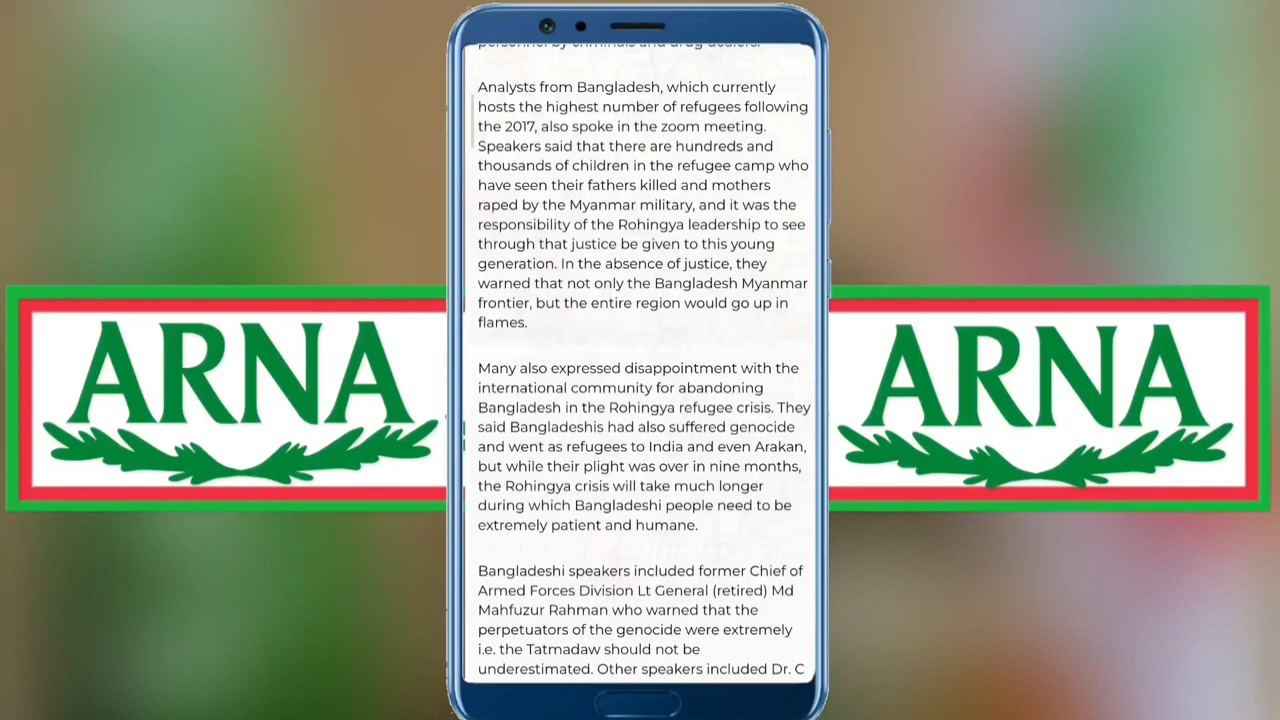 personnel by criminals and drug dealers.
Analysts from Bangladesh, which currently
hosts the highest number of refugees following
the 2017, also spoke in the zoom meeting.
Speakers said that there are hundreds and
thousands of children in the refugee camp who
have seen their fathers killed and mothers
raped by the Myanmar military, and it was the
responsibility of the Rohingya leadership to see
through that justice be given to this young
generation. In the absence of justice, they
warned that not only the Bangladesh Myanmar
frontier, but the entire region would go up in
flames.
Many also expressed disappointment with the
international community for abandoning
Bangladesh in the Rohingya refugee crisis. They
said Bangladeshis had also suffered genocide
and went as refugees to India and even Arakan,
but while their plight was over in nine months,
the Rohingya crisis will take much longer
during which Bangladeshi people need to be
extremely patient and humane.
Bangladeshi speakers included former Chief of
Armed Forces Division Lt General (retired) Md
Mahfuzur Rahman who warned that the
perpetuators of the genocide were extremely
i.e. the Tatmadaw should not be
underestimated. Other speakers included Dr. C
ARNA
ARNA